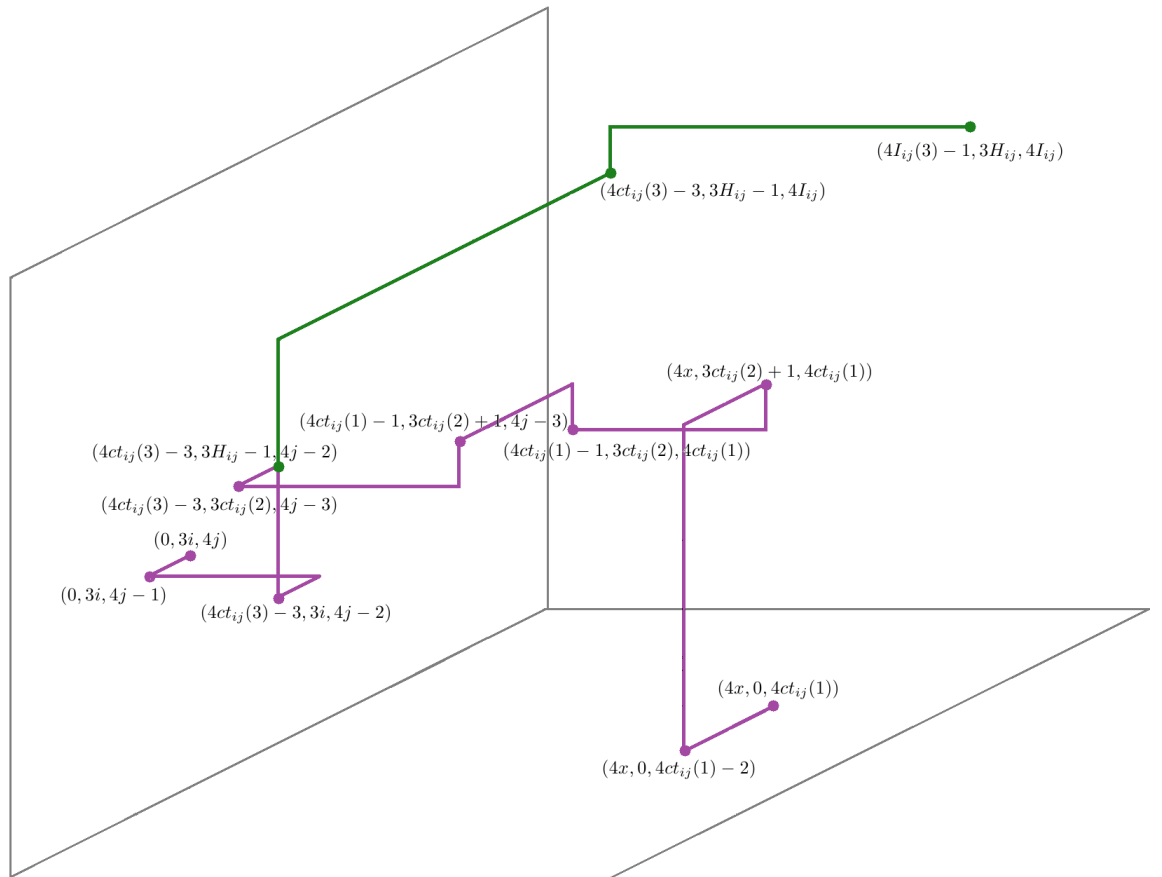 (4I_{ij}(3) − 1, 3H_{ij}, 4I_{ij})
(4ct_{ij}(3) − 3, 3H_{ij} − 1, 4I_{ij})
(4x, 3ct_{ij}(2) + 1, 4ct_{ij}(1))
(4ct_{ij}(1) − 1, 3ct_{ij}(2) + 1, 4j − 3)
(4ct_{ij}(3) − 3, 3H_{ij} − 1, 4j − 2)
(4ct_{ij}(1) − 1, 3ct_{ij}(2), 4ct_{ij}(1))
(4ct_{ij}(3) − 3, 3ct_{ij}(2), 4j − 3)
(0, 3i, 4j)
(0, 3i, 4j − 1)
(4ct_{ij}(3) − 3, 3i, 4j − 2)
(4x, 0, 4ct_{ij}(1))
(4x, 0, 4ct_{ij}(1) − 2)